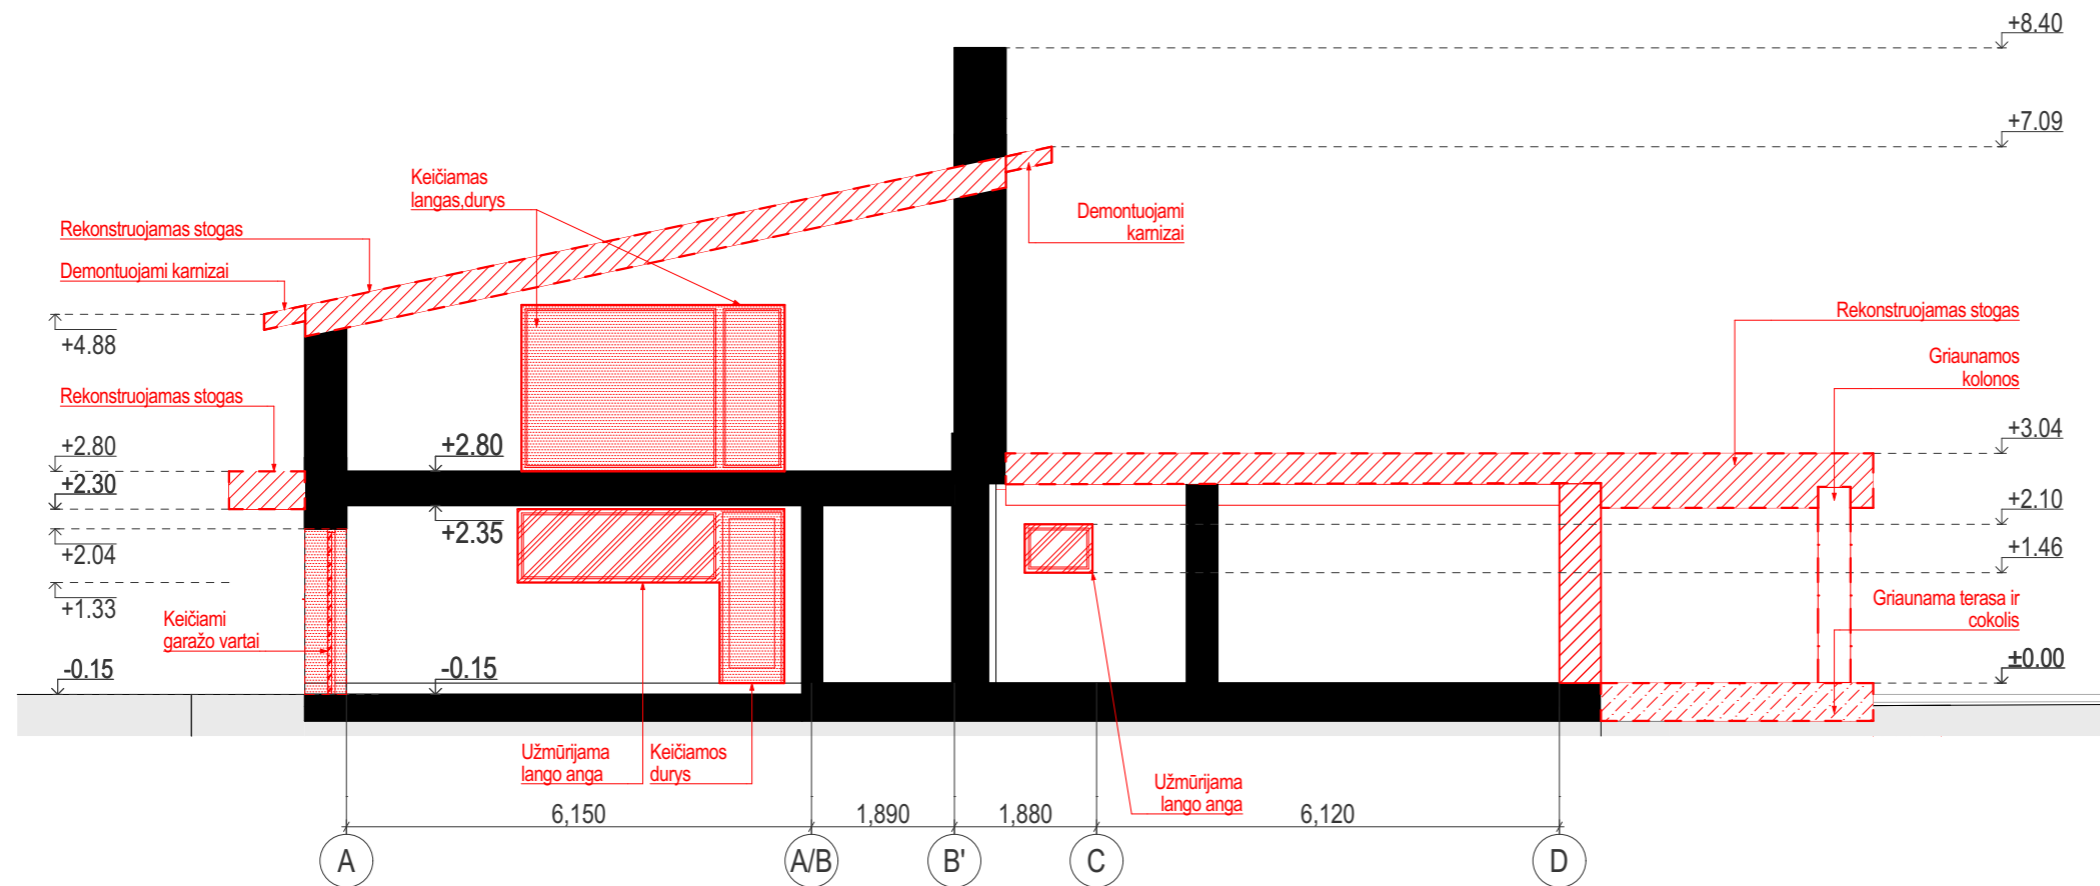 +8.40
+7.09
Keičiamas
langas,durys
Demontuojami
karnizai
Rekonstruojamas stogas
Demontuojami karnizai
+4.88
Rekonstruojamas stogas
Rekonstruojamas stogas
Griaunamos
kolonos
+2.80
+2.80
+3.04
+2.30
+2.35
+2.10
+2.04
+1.46
+1.33
Keičiami
garažo vartai
Griaunama terasa ir
cokolis
-0.15
-0.15
±0.00
Užmūrijama
lango anga
Keičiamos
durys
Užmūrijama
lango anga
6,150
1,890
1,880
6,120
A
A/B
B'
C
D